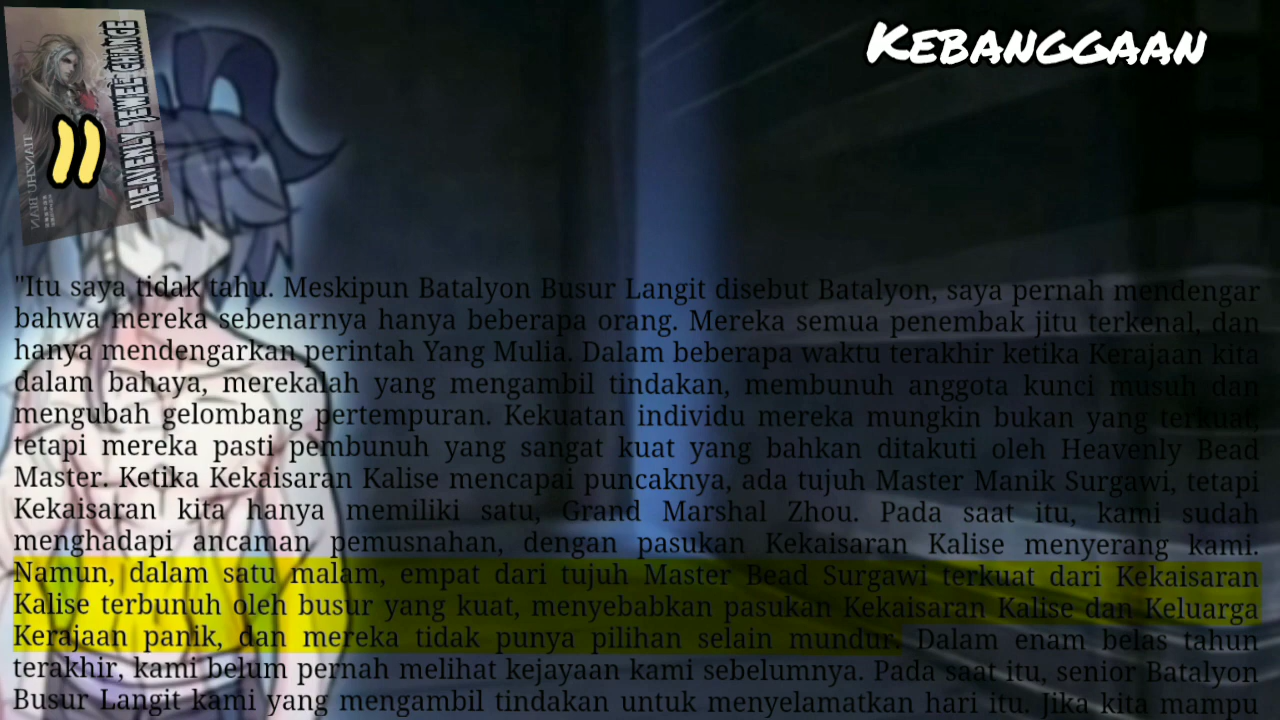 KEBANGGAAN
HEAVENLY JEWEL CHANGE
11
"Itu saya tidak tahu. Meskipun Batalyon Busur Langit disebut Batalyon, saya pernah mendengar
bahwa mereka sebenarnya hanya beberapa orang. Mereka semua penembak jitu terkenal, dan
hanya mendengarkan perintah Yang Mulia. Dalam beberapa waktu terakhir ketika Kerajaan kita
dalam bahaya, merekalah yang mengambil tindakan, membunuh anggota kunci musuh dan
mengubah gelombang pertempuran. Kekuatan individu mereka mungkin bukan yang terkuat,
tetapi mereka pasti pembunuh yang sangat kuat yang bahkan ditakuti oleh Heavenly Bead
Master. Ketika Kekaisaran Kalise mencapai puncaknya, ada tujuh Master Manik Surgawi, tetapi
Kekaisaran kita hanya memiliki satu, Grand Marshal Zhou. Pada saat itu, kami sudah
menghadapi ancaman pemusnahan, dengan pasukan Kekaisaran Kalise menyerang kami.
Namun, dalam satu malam, empat dari tujuh Master Bead Surgawi terkuat dari Kekaisaran
Kalise terbunuh oleh busur yang kuat, menyebabkan pasukan Kekaisaran Kalise dan Keluarga
Kerajaan panik, dan mereka tidak punya pilihan selain mundur. Dalam enam belas tahun
terakhir, kami belum pernah melihat kejayaan kami sebelumnya. Pada saat itu, senior Batalyon
Busur Langit kami yang mengambil tindakan untuk menyelamatkan hari itu. Jika kita mampu